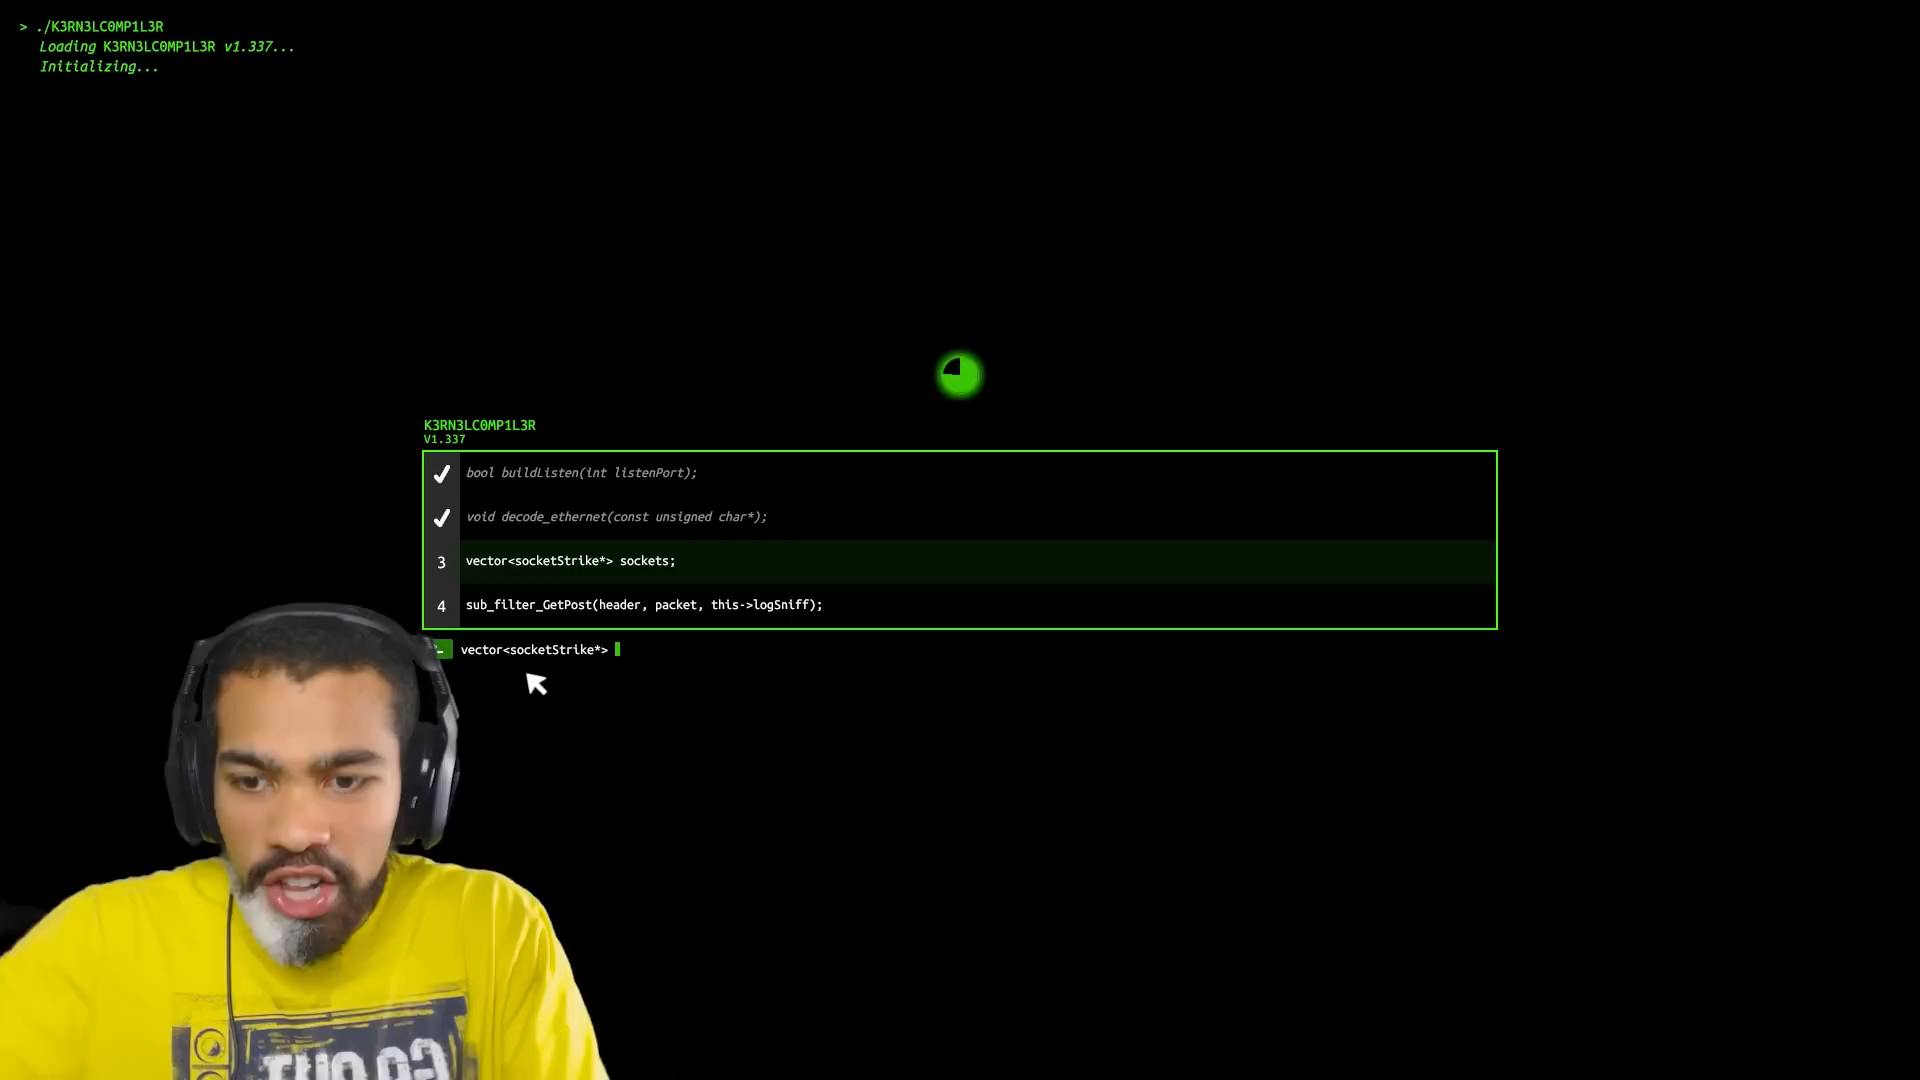 > ./K3RN3LC0MP1L3R
Loading K3RN3LC0MP1L3R v1.337...
Initializing...
K3RN3LC0MP1L3R
V1.337
bool buildListen(int listenPort);
void decode_ethernet(const unsigned char*);
3 vector<socketStrike*> sockets;
4 sub_filter_GetPost(header, packet, this->logSniff);
vector<socketStrike*>